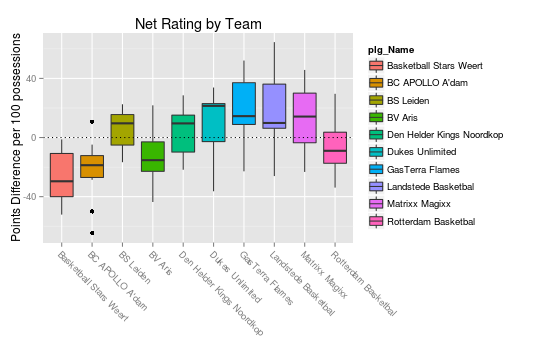 Net Rating by Team
Points Difference per 100 possessions
40
0
-40
Basketball Stars Weert
BC APOLLO A'dam
BS Leiden
BV Aris
Den Helder Kings Noordkop
Dukes Unlimited
GasTerra Flames
Landstede Basketbal
Matrixx Magixx
Rotterdam Basketbal
plg_Name
Basketball Stars Weert
BC APOLLO A'dam
BS Leiden
BV Aris
Den Helder Kings Noordkop
Dukes Unlimited
GasTerra Flames
Landstede Basketbal
Matrixx Magixx
Rotterdam Basketbal